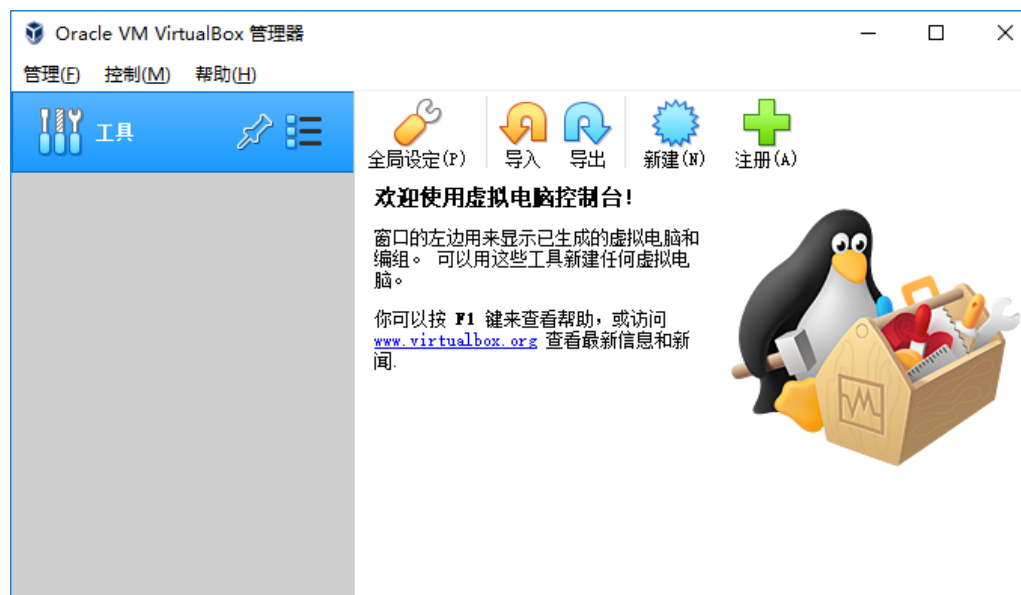 Oracle VM VirtualBox 管理器
管理(F) 控制(M) 帮助(H)
工具
全局设定(P) 导入 导出 新建(N) 注册(A)
欢迎使用虚拟电脑控制台!
窗口的左边用来显示已生成的虚拟电脑和
编组。 可以用这些工具新建任何虚拟电
脑。
你可以按 F1 键来查看帮助，或访问
www.virtualbox.org 查看最新信息和新
闻.